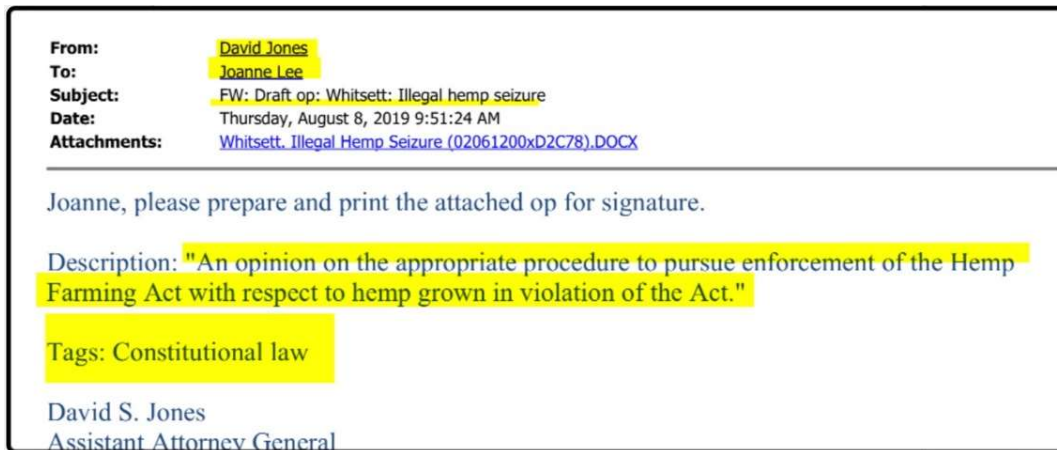 From: David Jones
To: Joanne Lee
Subject: FW: Draft op: Whitsett: Illegal hemp seizure
Date: Thursday, August 8, 2019 9:51:24 AM
Attachments: Whitsett. Illegal Hemp Seizure (02061200xD2C78).DOCX
Joanne, please prepare and print the attached op for signature.
Description: "An opinion on the appropriate procedure to pursue enforcement of the Hemp
Farming Act with respect to hemp grown in violation of the Act."
Tags: Constitutional law
David S. Jones
Assistant Attorney General